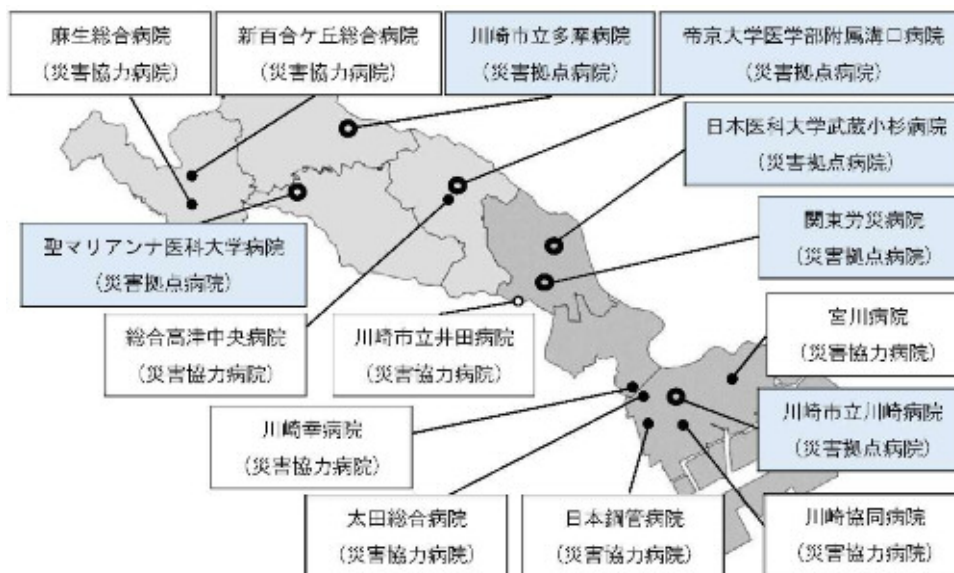 麻生総合病院
(災害協力病院)
新百合ケ丘総合病院
(災害協力病院)
川崎市立多摩病院
(災害拠点病院)
帝京大学医学部附属溝口病院
(災害拠点病院)
日本医科大学武蔵小杉病院
(災害拠点病院)
関東労災病院
(災害拠点病院)
聖マリアンナ医科大学病院
(災害拠点病院)
総合高津中央病院
(災害協力病院)
川崎市立井田病院
(災害協力病院)
宮川病院
(災害協力病院)
川崎幸病院
(災害協力病院)
川崎市立川崎病院
(災害拠点病院)
太田総合病院
(災害協力病院)
日本鋼管病院
(災害協力病院)
川崎協同病院
(災害協力病院)